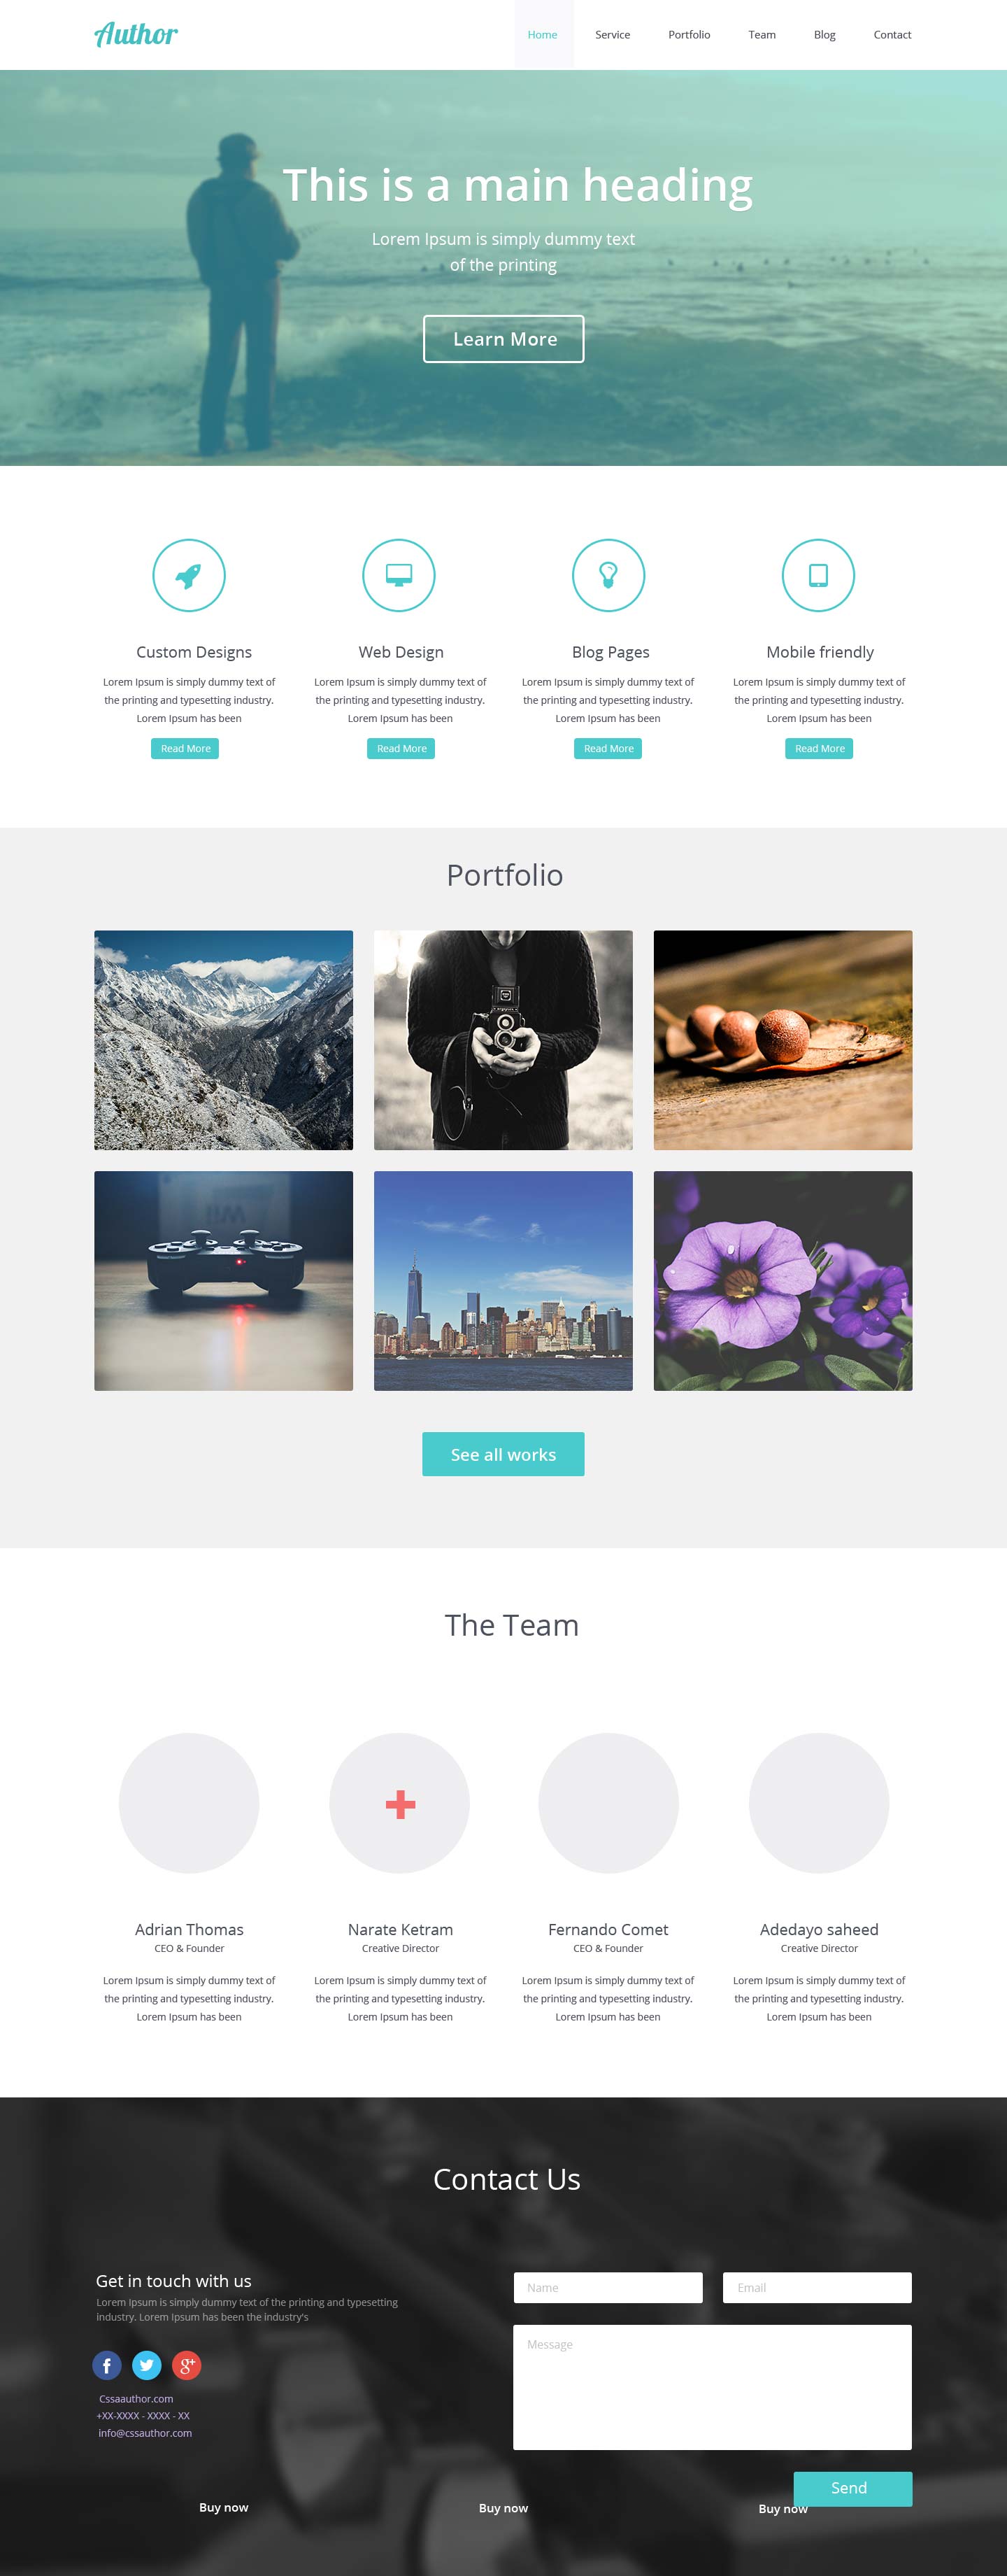 Author
Home
Service
Portfolio
Team
Blog
Contact
This is a main heading
Lorem Ipsum is simply dummy text
of the printing
Learn More
Custom Designs
Lorem Ipsum is simply dummy text of
the printing and typesetting industry.
Lorem Ipsum has been
Read More
Web Design
Lorem Ipsum is simply dummy text of
the printing and typesetting industry.
Lorem Ipsum has been
Read More
Blog Pages
Lorem Ipsum is simply dummy text of
the printing and typesetting industry.
Lorem Ipsum has been
Read More
Mobile friendly
Lorem Ipsum is simply dummy text of
the printing and typesetting industry.
Lorem Ipsum has been
Read More
Portfolio
See all works
The Team
Adrian Thomas
CEO & Founder
Lorem Ipsum is simply dummy text of
the printing and typesetting industry.
Lorem Ipsum has been
Narate Ketram
Creative Director
Lorem Ipsum is simply dummy text of
the printing and typesetting industry.
Lorem Ipsum has been
Fernando Comet
CEO & Founder
Lorem Ipsum is simply dummy text of
the printing and typesetting industry.
Lorem Ipsum has been
Adedayo saheed
Creative Director
Lorem Ipsum is simply dummy text of
the printing and typesetting industry.
Lorem Ipsum has been
Contact Us
Get in touch with us
Lorem Ipsum is simply dummy text of the printing and typesetting
industry. Lorem Ipsum has been the industry's
f
g+
Cssaauthor.com
+XX-XXXX - XXXX - XX
info@cssauthor.com
Name
Email
Message
Send
Buy now
Buy now
Buy now